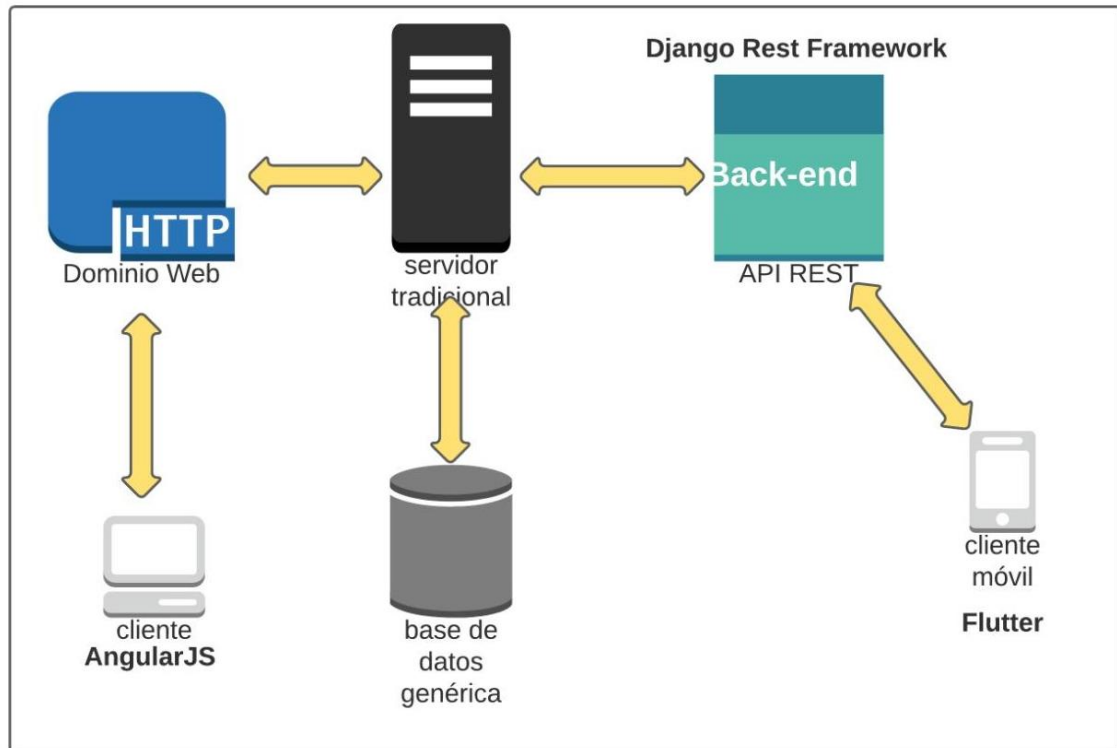 Django Rest Framework
Back-end
API REST
HTTP
Dominio Web
servidor
tradicional
cliente
AngularJS
base de
datos
genérica
cliente
móvil
Flutter